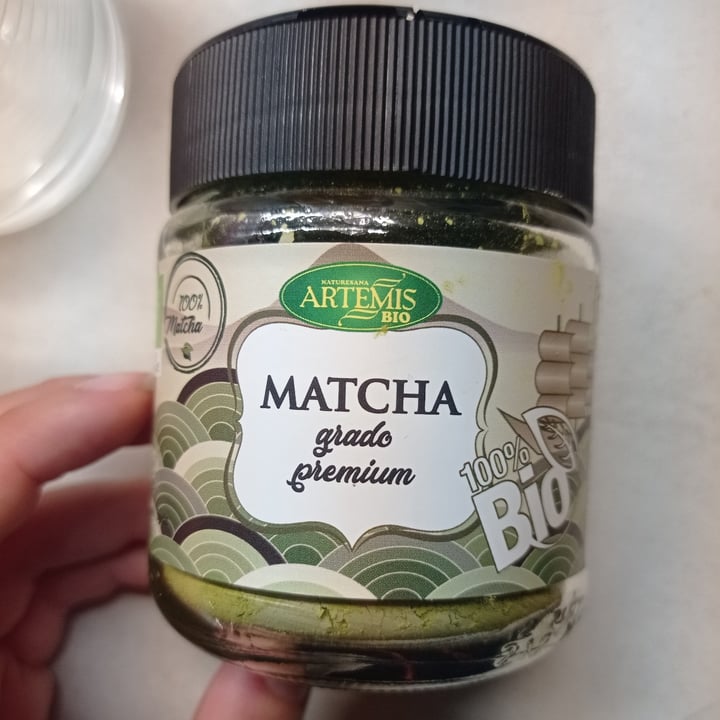 NATURESANA
ARTEMIS
BIO
100%
Matcha
MATCHA
grado
premium
100%
Bio